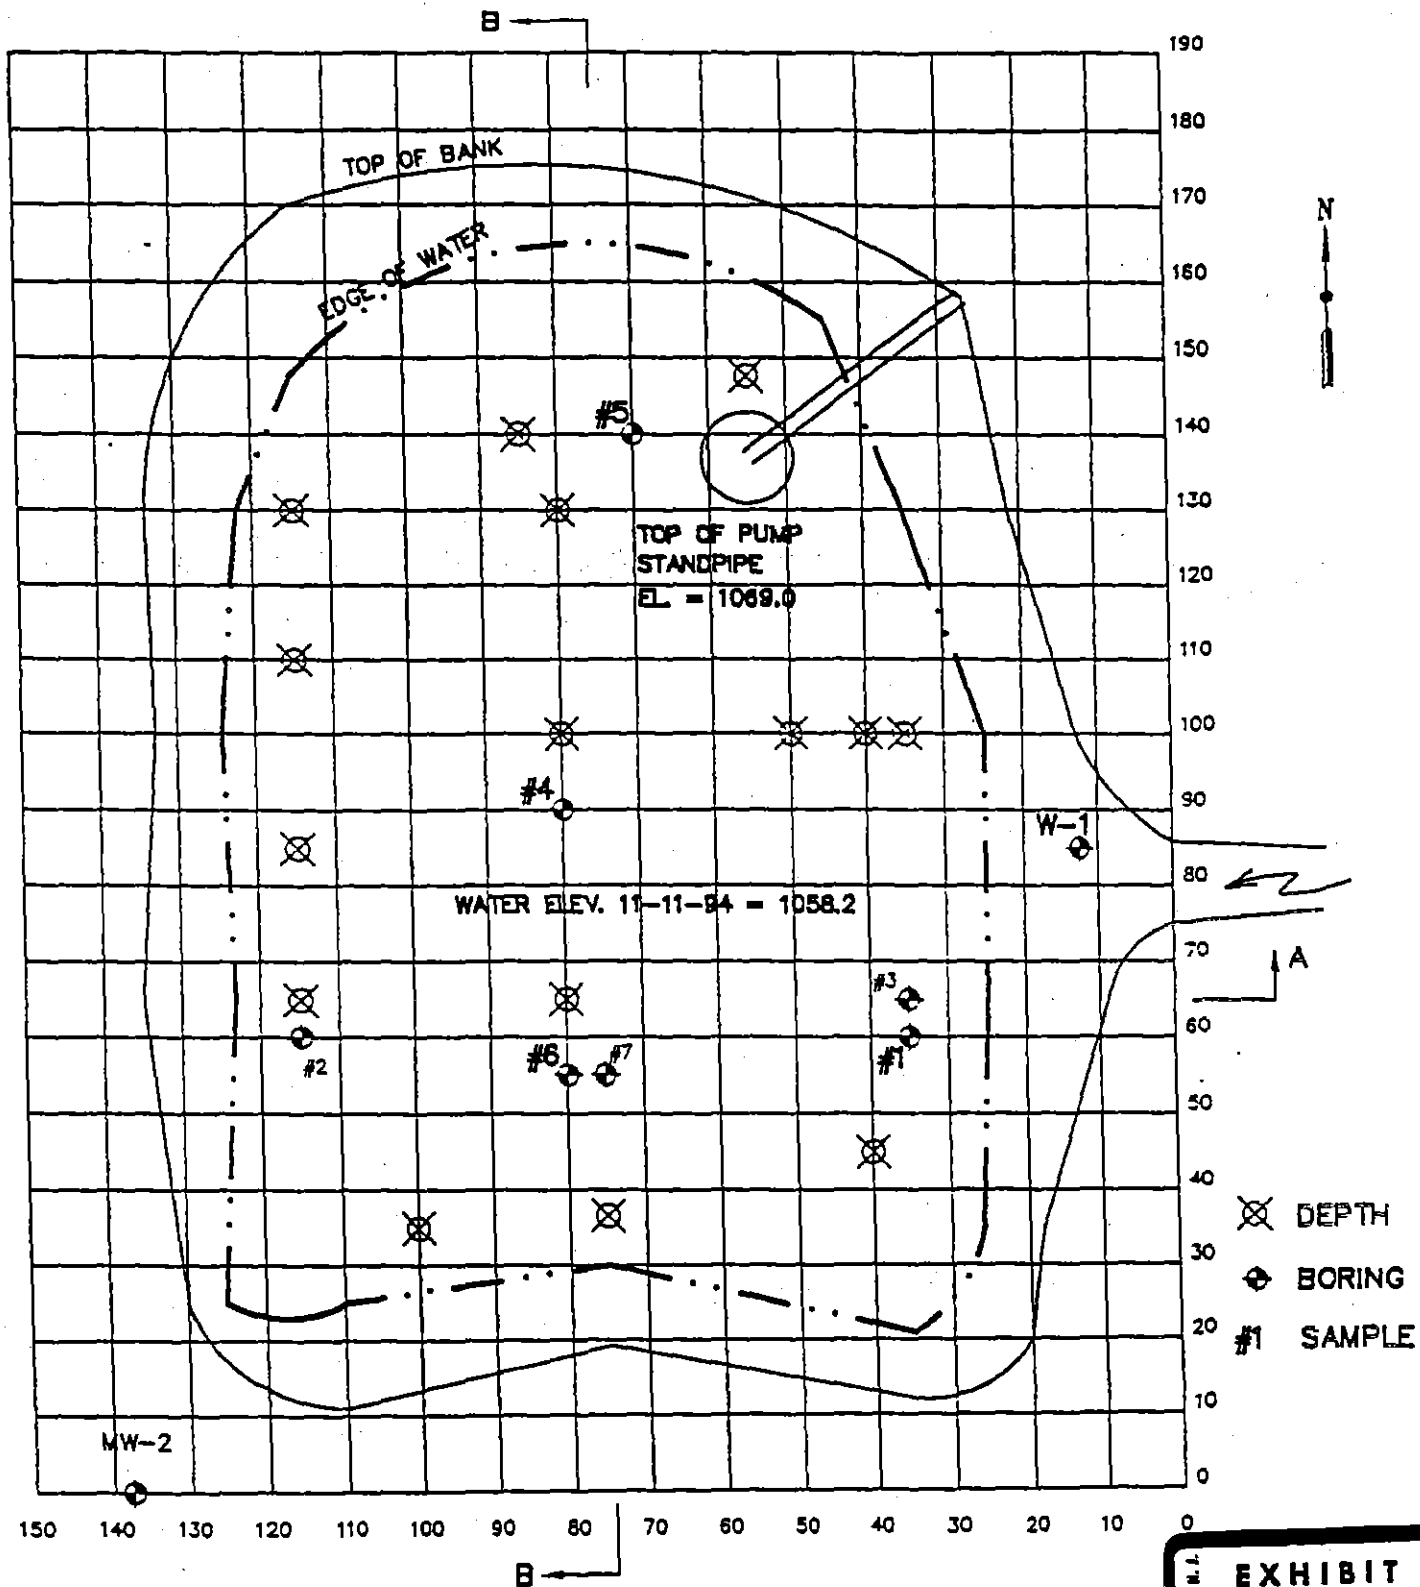 B
190
180
TOP OF BANK
170
N
EDGE OF WATER
160
150
#5
140
130
TOP OF PUMP
STANDPIPE
EL. = 1069.0
120
110
100
#4
90
W-1
80
WATER ELEV. 11-11-94 = 1058.2
70
A
#3
60
#2
#6
#7
#1
50
40
DEPTH
30
BORING
20
#1 SAMPLE
10
MW-2
0
150 140 130 120 110 100 90 80 70 60 50 40 30 20 10 0
B
EXHIBIT